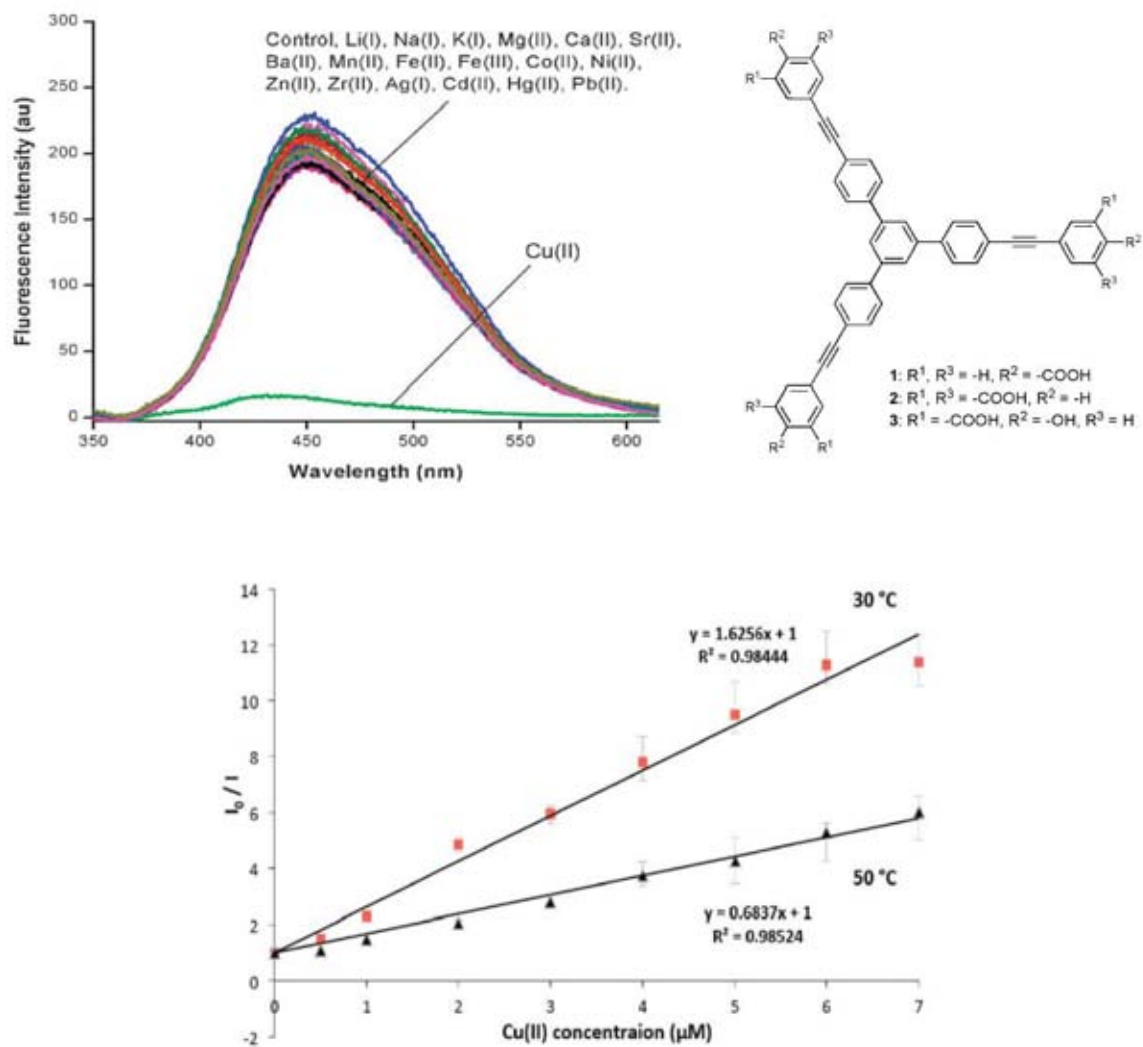 300
250
200
150
100
50
0
350
400
450
500
550
600
Fluorescence Intensity (au)
Wavelength (nm)
Control, Li(I), Na(I), K(I), Mg(II), Ca(II), Sr(II),
Ba(II), Mn(II), Fe(II), Fe(III), Co(II), Ni(II),
Zn(II), Zr(II), Ag(I), Cd(II), Hg(II), Pb(II).
Cu(II)
R²
R³
R¹
R¹
R²
R³
R³
R²
R¹
1: R¹, R³ = -H, R² = -COOH
2: R¹, R³ = -COOH, R² = -H
3: R¹ = -COOH, R² = -OH, R³ = H
14
12
10
8
6
4
2
0
-2
I₀ / I
30 °C
y = 1.6256x + 1
R² = 0.98444
50 °C
y = 0.6837x + 1
R² = 0.98524
0
1
2
3
4
5
6
7
Cu(II) concentraion (µM)